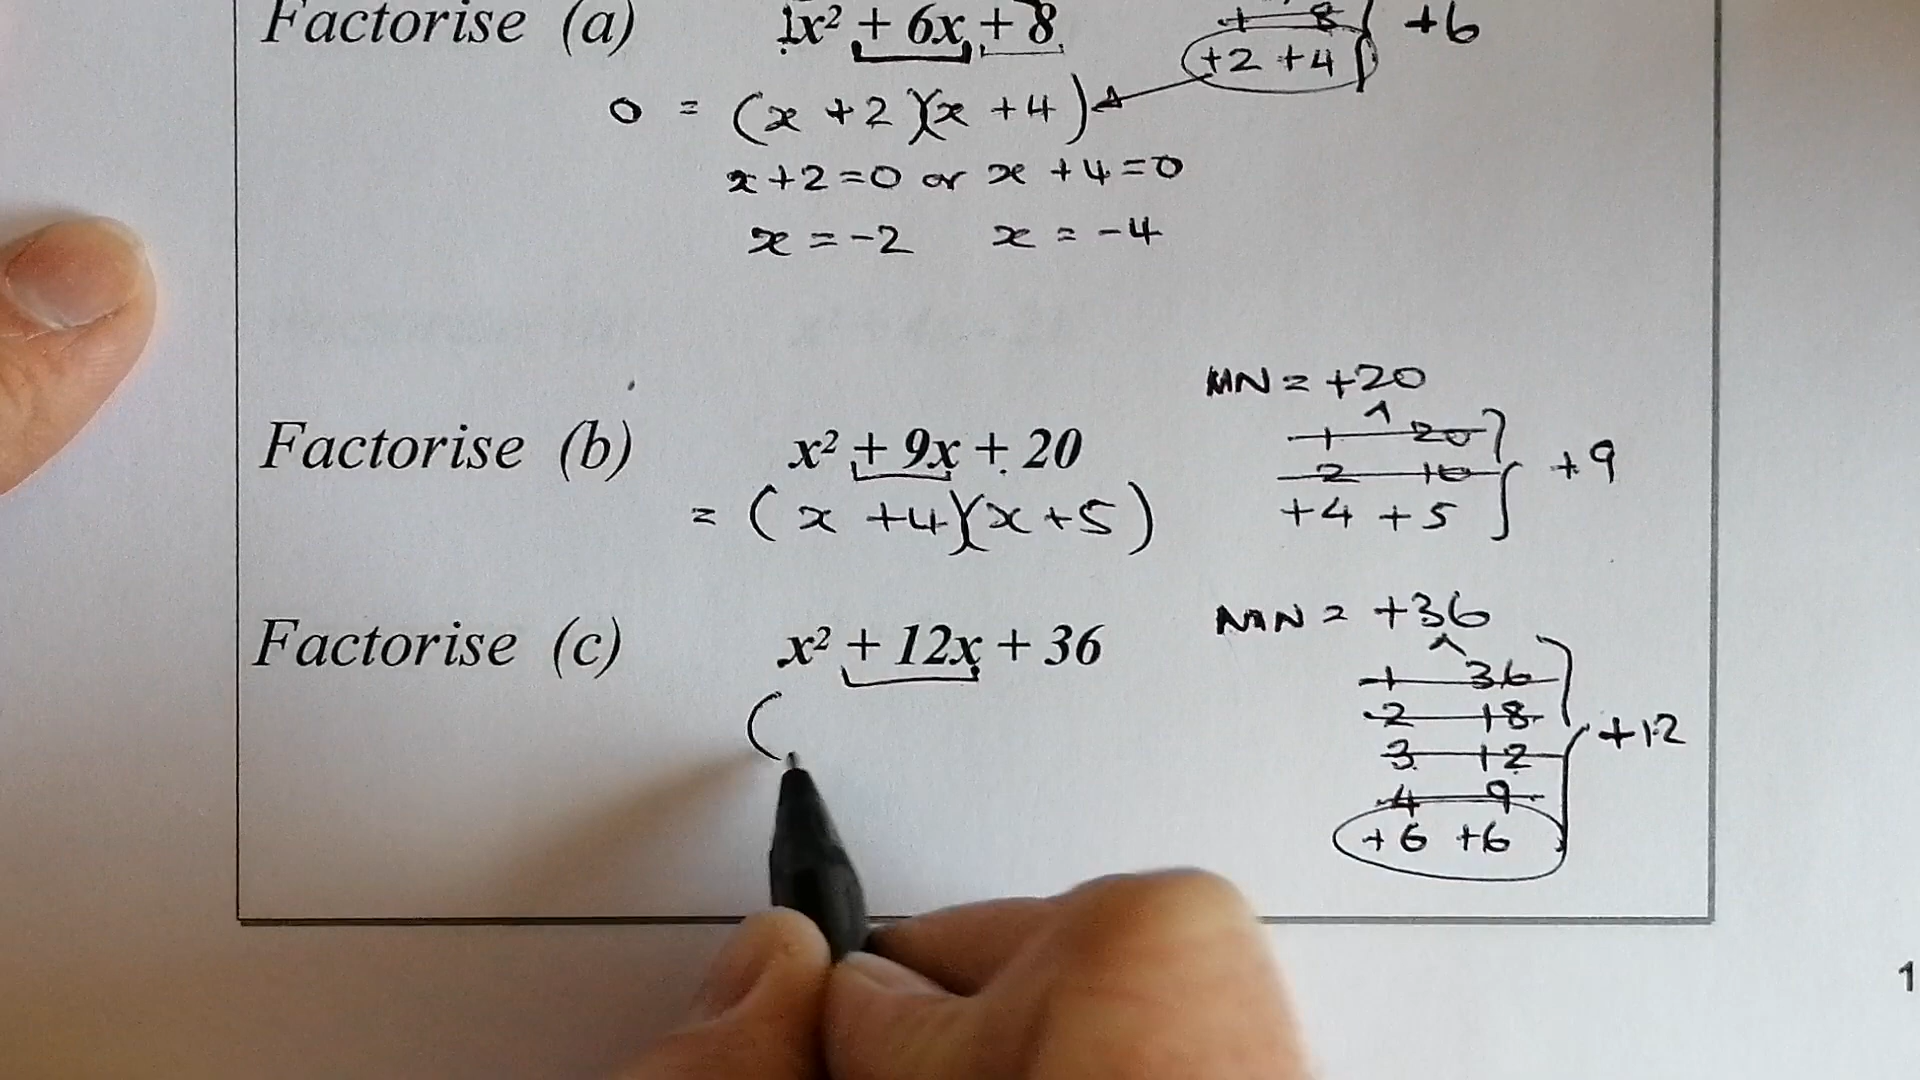 Factorise (a) 1x² + 6x + 8
1 8
+2 +4
+6
0 = (x +2)(x +4)
x+2=0 or x +4=0
x = -2 x = -4
Factorise (b) x² + 9x + 20
= (x +4)(x+5)
MN = +20
1 20
2 10
+4 +5
+9
Factorise (c) x² + 12x + 36
(
MN = +36
1 36
2 18
3 12
4 9
+6 +6
+12
1